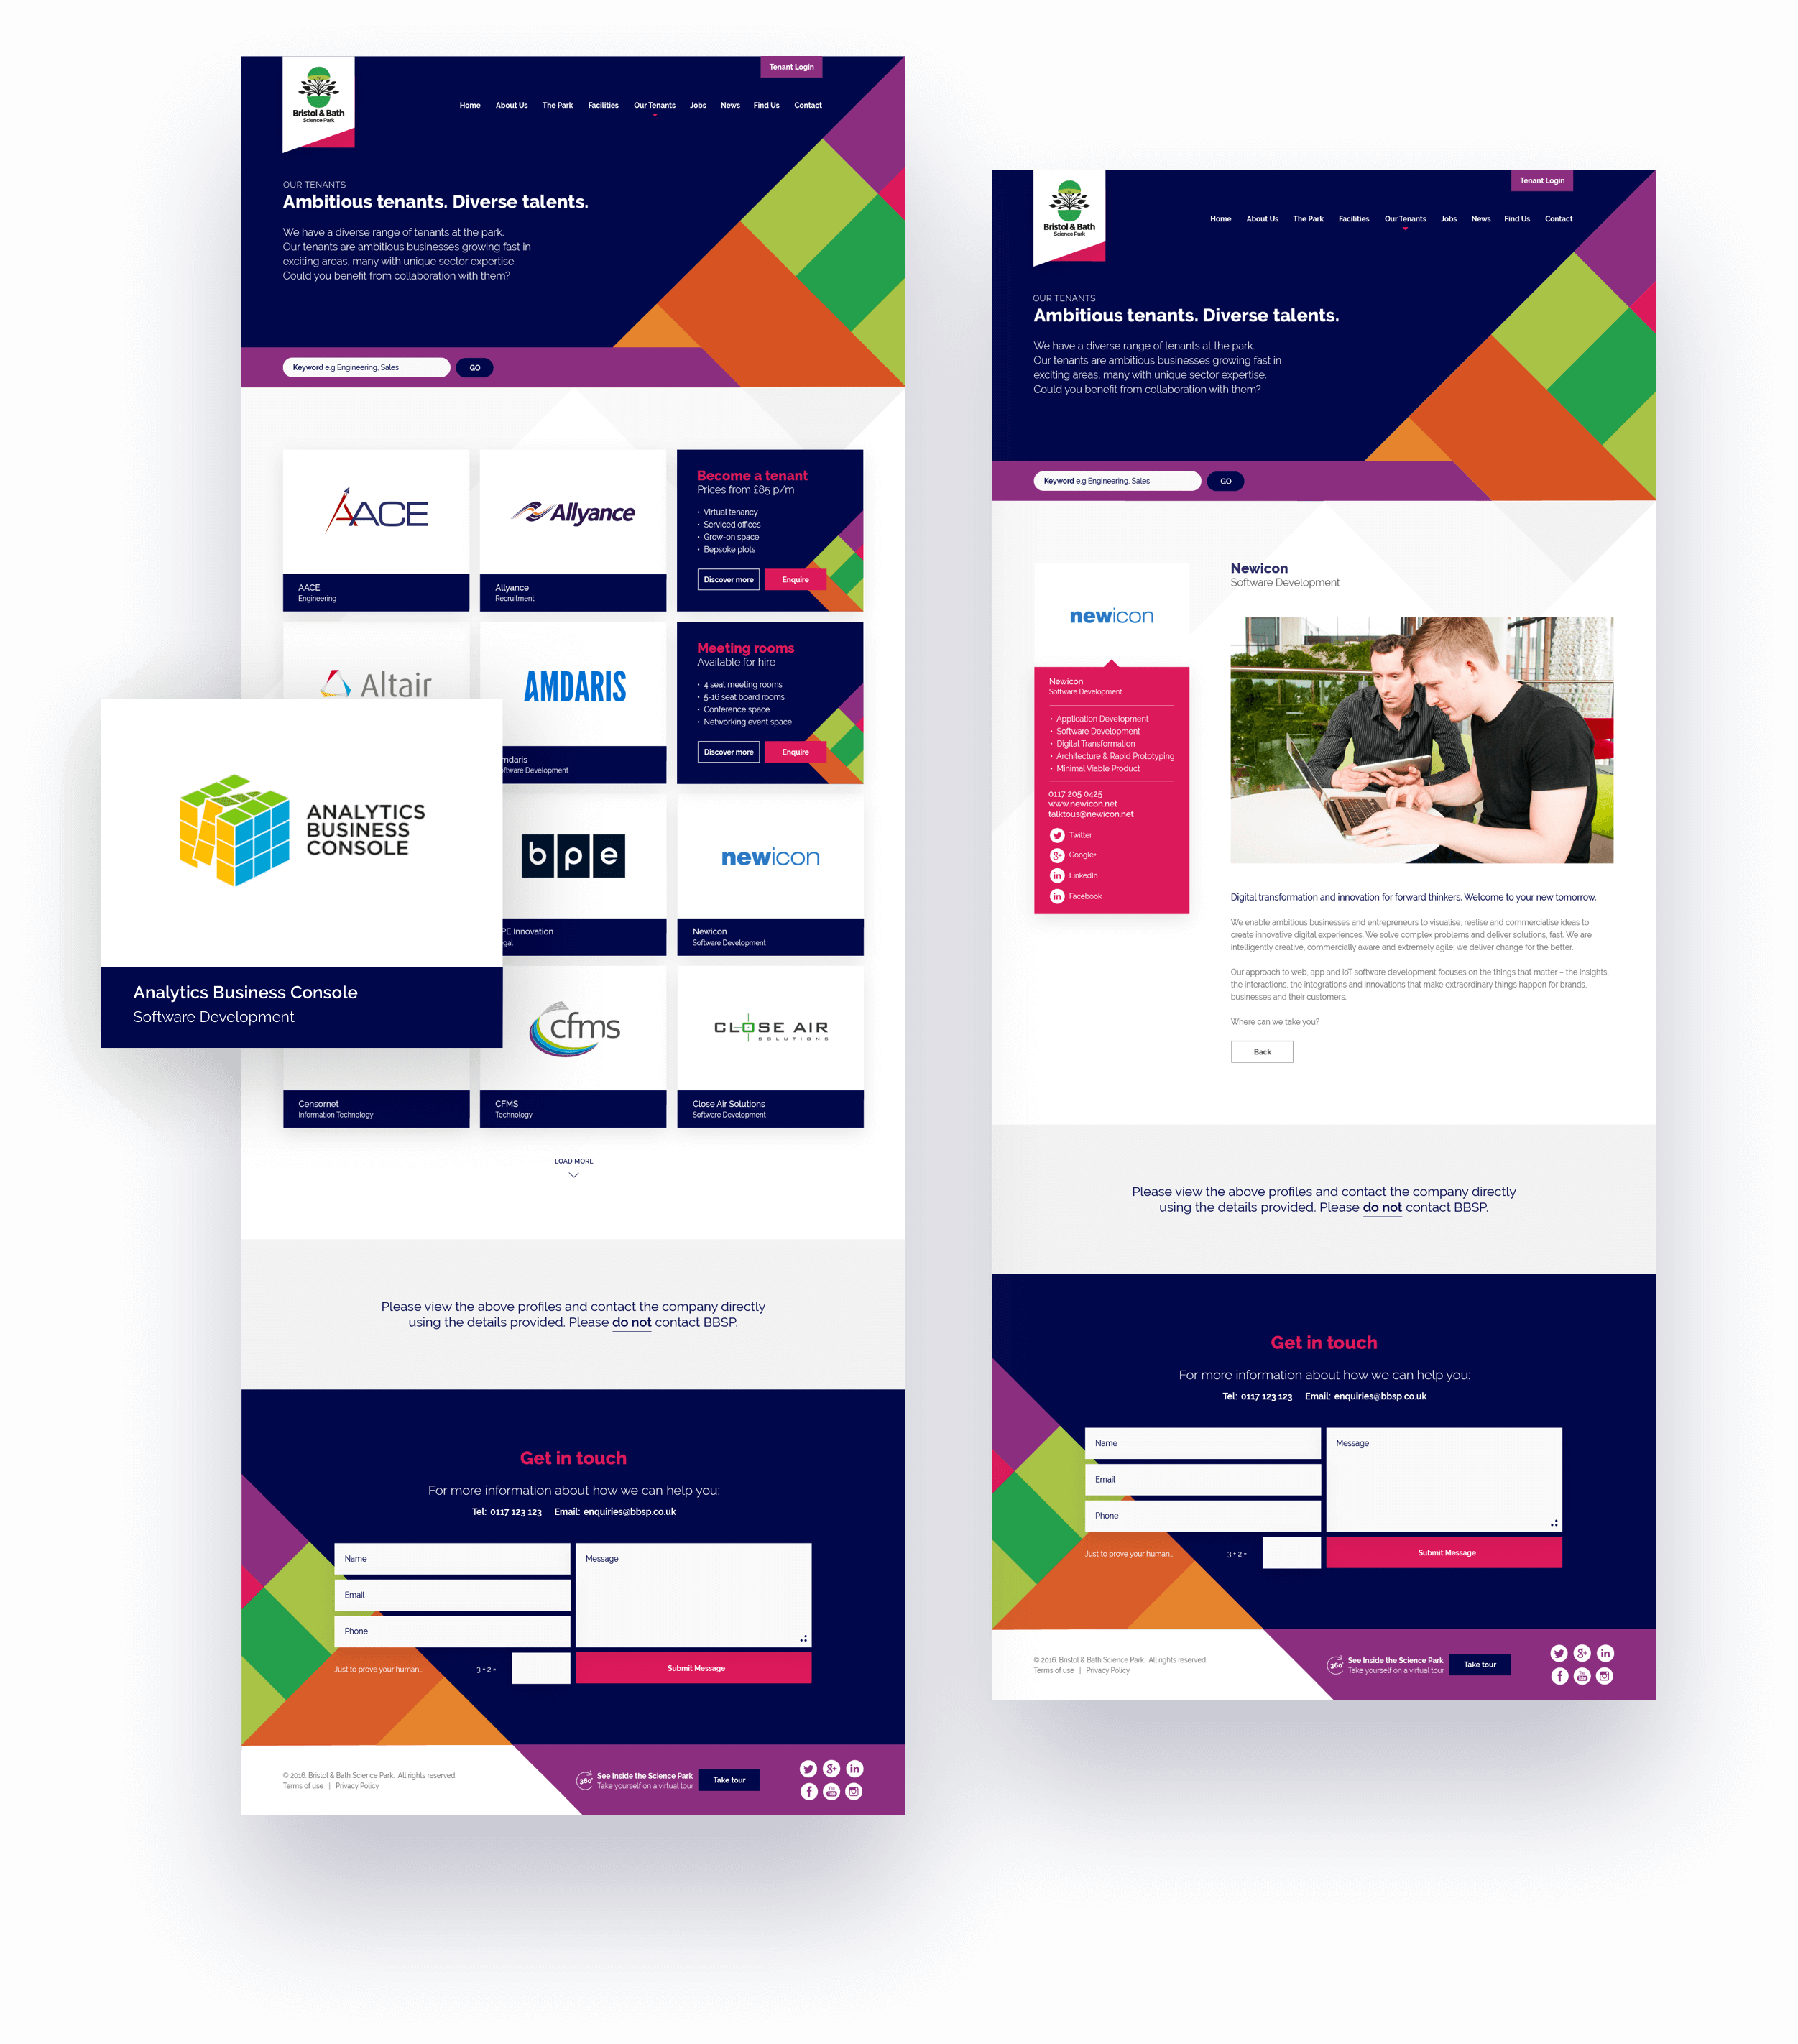 Tenant Login
Bristol & Bath
Science Park
Home About Us The Park Facilities Our Tenants Jobs News Find Us Contact
OUR TENANTS
Ambitious tenants. Diverse talents.
We have a diverse range of tenants at the park.
Our tenants are ambitious businesses growing fast in
exciting areas, many with unique sector expertise.
Could you benefit from collaboration with them?
Keyword e.g Engineering, Sales GO
AACE
AACE
Engineering
Allyance
Allyance
Recruitment
Become a tenant
Prices from £85 p/m
• Virtual tenancy
• Serviced offices
• Grow-on space
• Bepsoke plots
Discover more Enquire
Altair
AMDARIS
mdaris
ftware Development
Meeting rooms
Available for hire
• 4 seat meeting rooms
• 5-16 seat board rooms
• Conference space
• Networking event space
Discover more Enquire
ANALYTICS
BUSINESS
CONSOLE
Analytics Business Console
Software Development
bpe
PE Innovation
gal
newicon
Newicon
Software Development
Censornet
Information Technology
cfms
CFMS
Technology
CLOSE AIR
SOLUTIONS
Close Air Solutions
Software Development
LOAD MORE
Please view the above profiles and contact the company directly
using the details provided. Please do not contact BBSP.
Get in touch
For more information about how we can help you:
Tel: 0117 123 123 Email: enquiries@bbsp.co.uk
Name
Email
Phone
Message
Just to prove your human... 3 + 2 =
Submit Message
© 2016. Bristol & Bath Science Park. All rights reserved.
Terms of use | Privacy Policy
360°
See Inside the Science Park
Take yourself on a virtual tour
Take tour
Tenant Login
Bristol & Bath
Science Park
Home About Us The Park Facilities Our Tenants Jobs News Find Us Contact
OUR TENANTS
Ambitious tenants. Diverse talents.
We have a diverse range of tenants at the park.
Our tenants are ambitious businesses growing fast in
exciting areas, many with unique sector expertise.
Could you benefit from collaboration with them?
Keyword e.g Engineering, Sales GO
newicon
Newicon
Software Development
• Application Development
• Software Development
• Digital Transformation
• Architecture & Rapid Prototyping
• Minimal Viable Product
0117 205 0425
www.newicon.net
talktous@newicon.net
Twitter
Google+
LinkedIn
Facebook
Newicon
Software Development
Digital transformation and innovation for forward thinkers. Welcome to your new tomorrow.
We enable ambitious businesses and entrepreneurs to visualise, realise and commercialise ideas to
create innovative digital experiences. We solve complex problems and deliver solutions, fast. We are
intelligently creative, commercially aware and extremely agile; we deliver change for the better.
Our approach to web, app and IoT software development focuses on the things that matter – the insights,
the interactions, the integrations and innovations that make extraordinary things happen for brands,
businesses and their customers.
Where can we take you?
Back
Please view the above profiles and contact the company directly
using the details provided. Please do not contact BBSP.
Get in touch
For more information about how we can help you:
Tel: 0117 123 123 Email: enquiries@bbsp.co.uk
Name
Email
Phone
Message
Just to prove your human... 3 + 2 =
Submit Message
© 2016. Bristol & Bath Science Park. All rights reserved.
Terms of use | Privacy Policy
360°
See Inside the Science Park
Take yourself on a virtual tour
Take tour